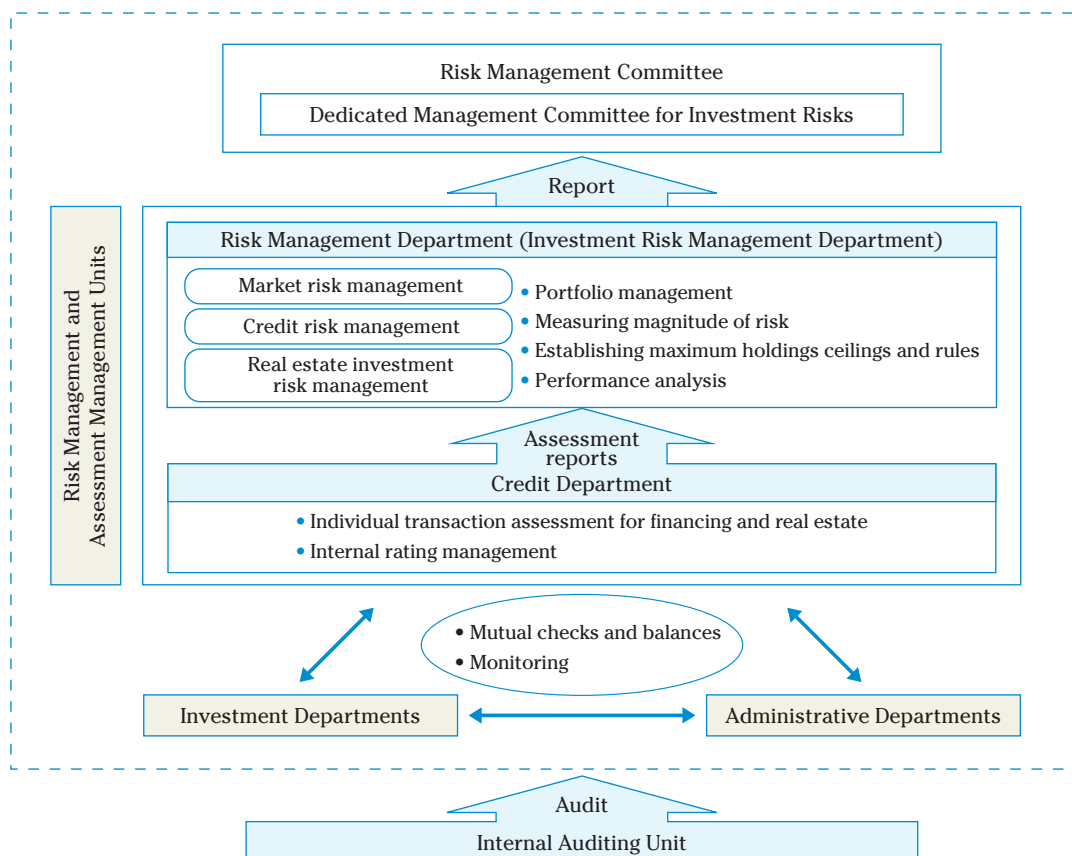 Risk Management Committee
Dedicated Management Committee for Investment Risks
Report
Risk Management and
Assessment Management Units
Risk Management Department (Investment Risk Management Department)
Market risk management
Credit risk management
Real estate investment
risk management
• Portfolio management
• Measuring magnitude of risk
• Establishing maximum holdings ceilings and rules
• Performance analysis
Assessment
reports
Credit Department
• Individual transaction assessment for financing and real estate
• Internal rating management
• Mutual checks and balances
• Monitoring
Investment Departments
Administrative Departments
Audit
Internal Auditing Unit